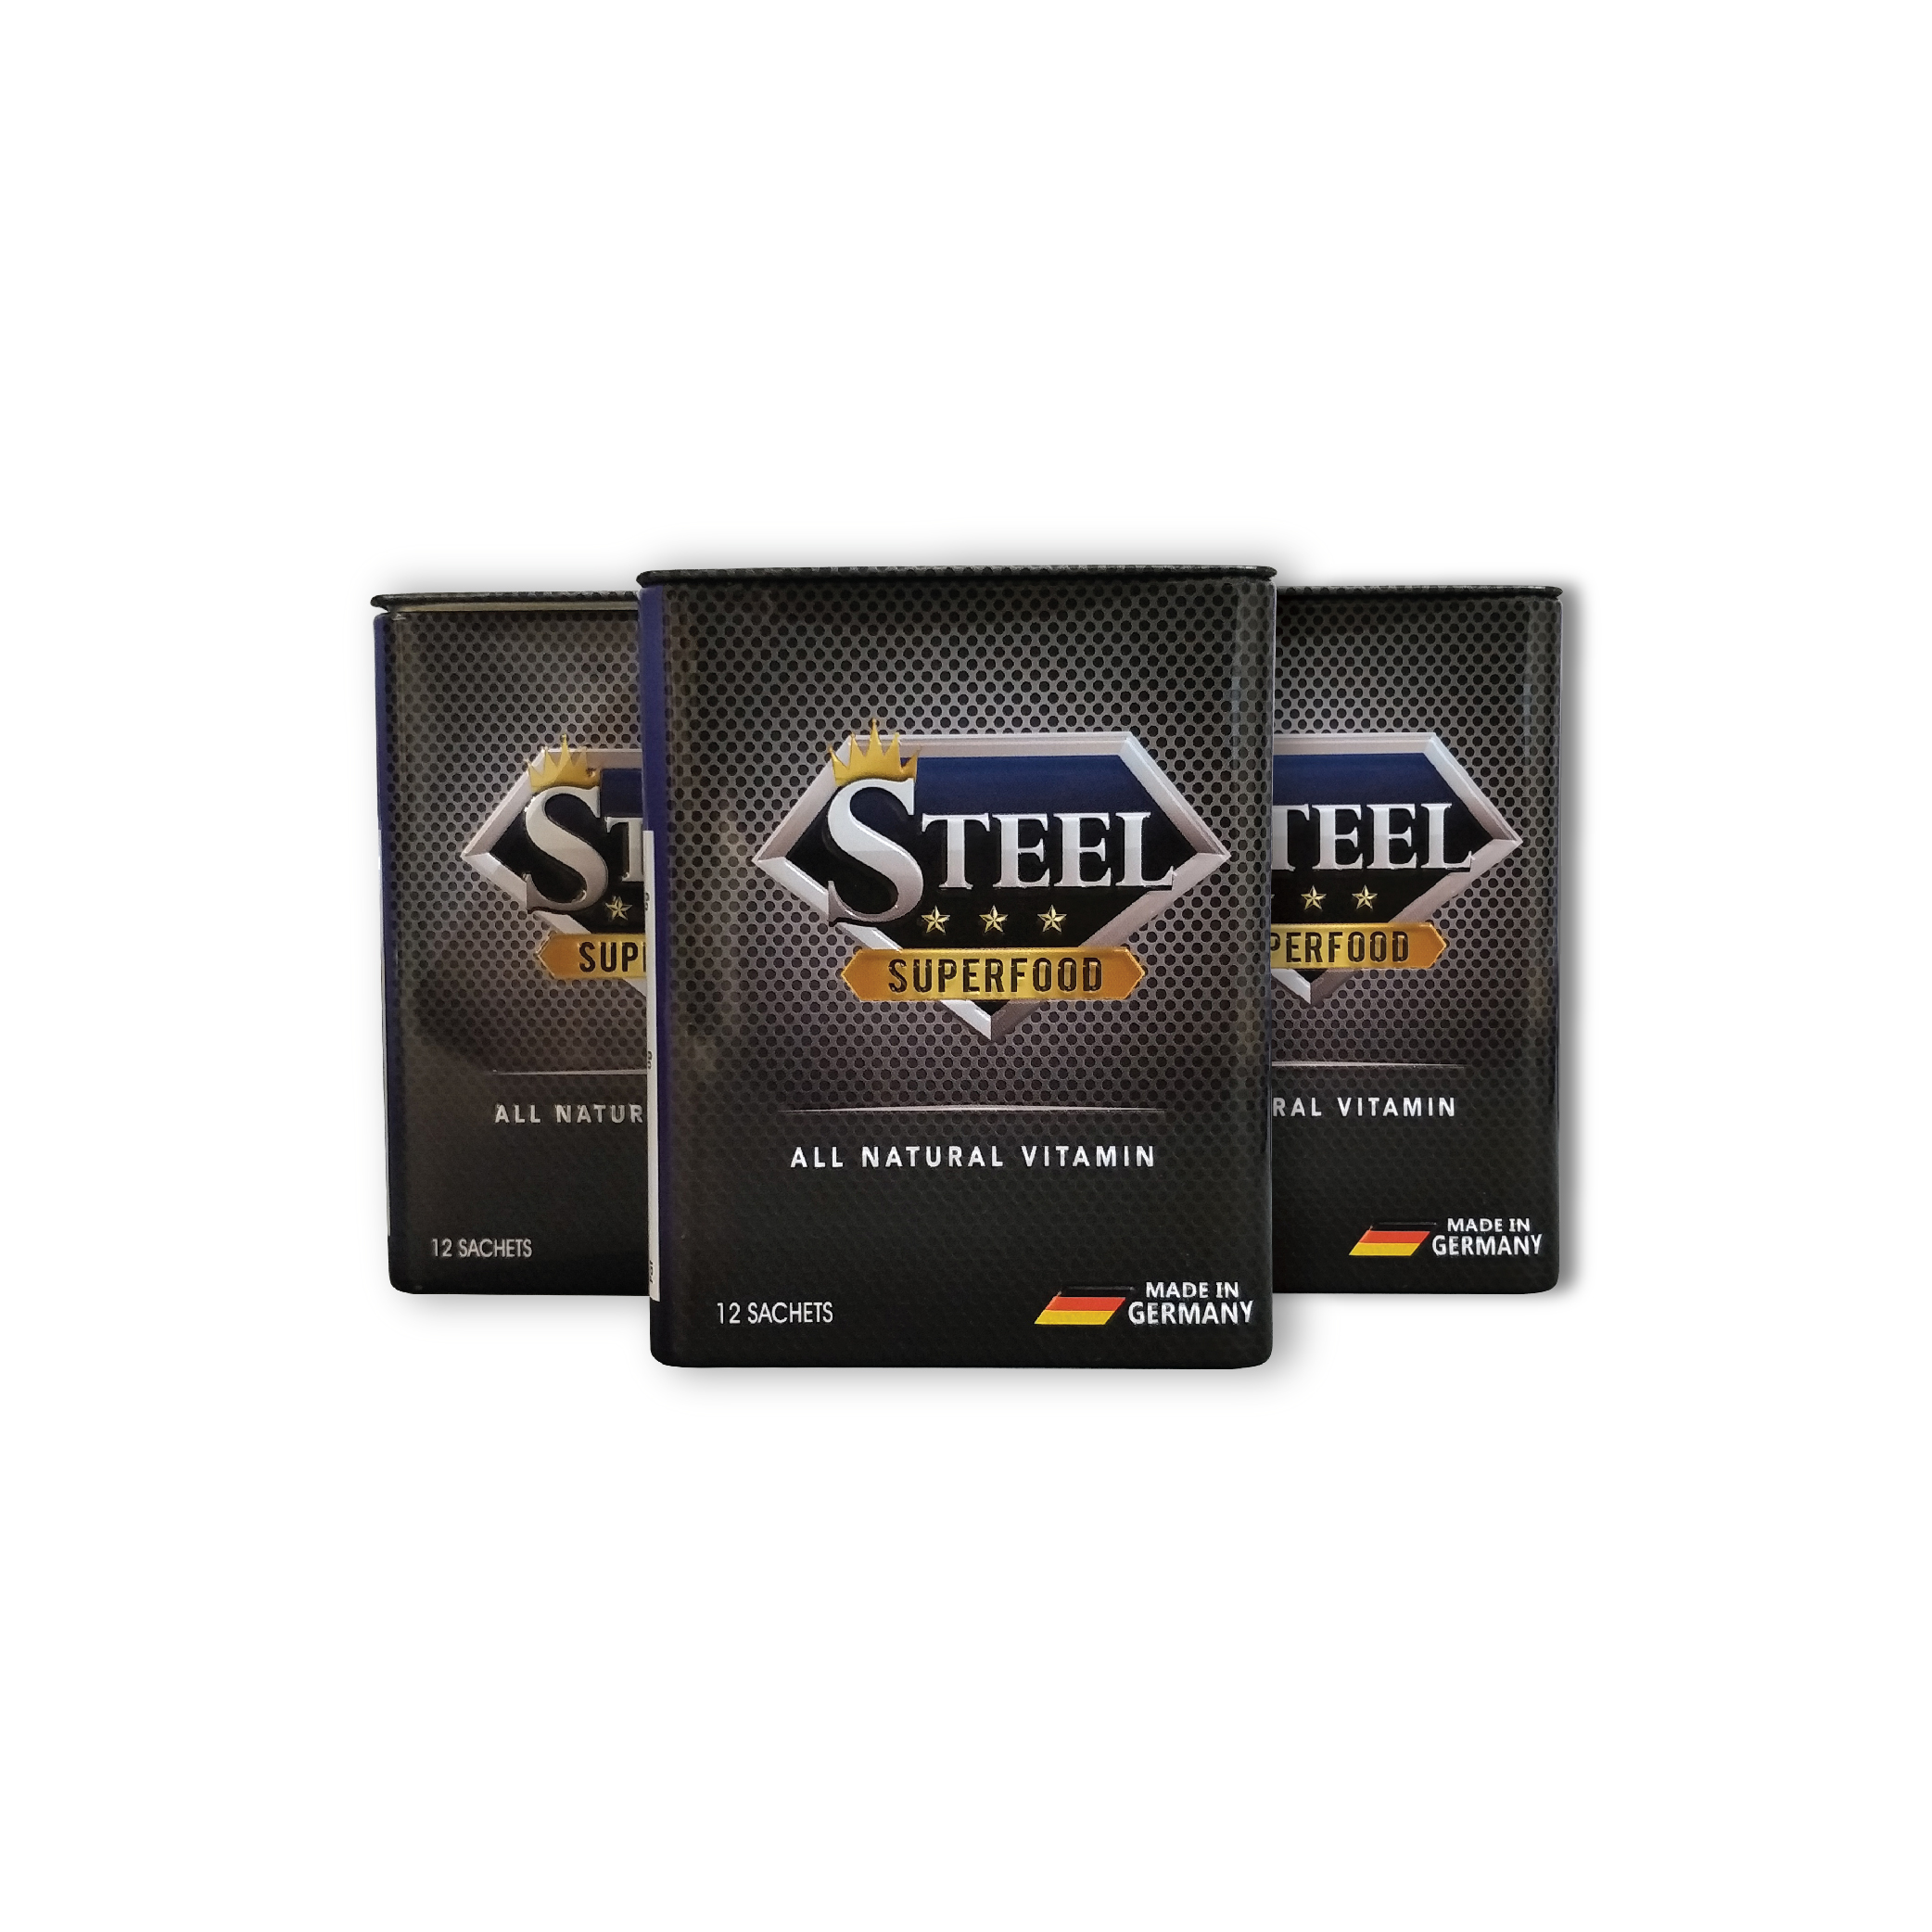 STEEL
SUPERFOOD
ALL NATURAL VITAMIN
12 SACHETS
MADE IN
GERMANY
ST
SUP
ALL NATUR
12 SACHETS
TEEL
PERFOOD
RAL VITAMIN
MADE IN
GERMANY